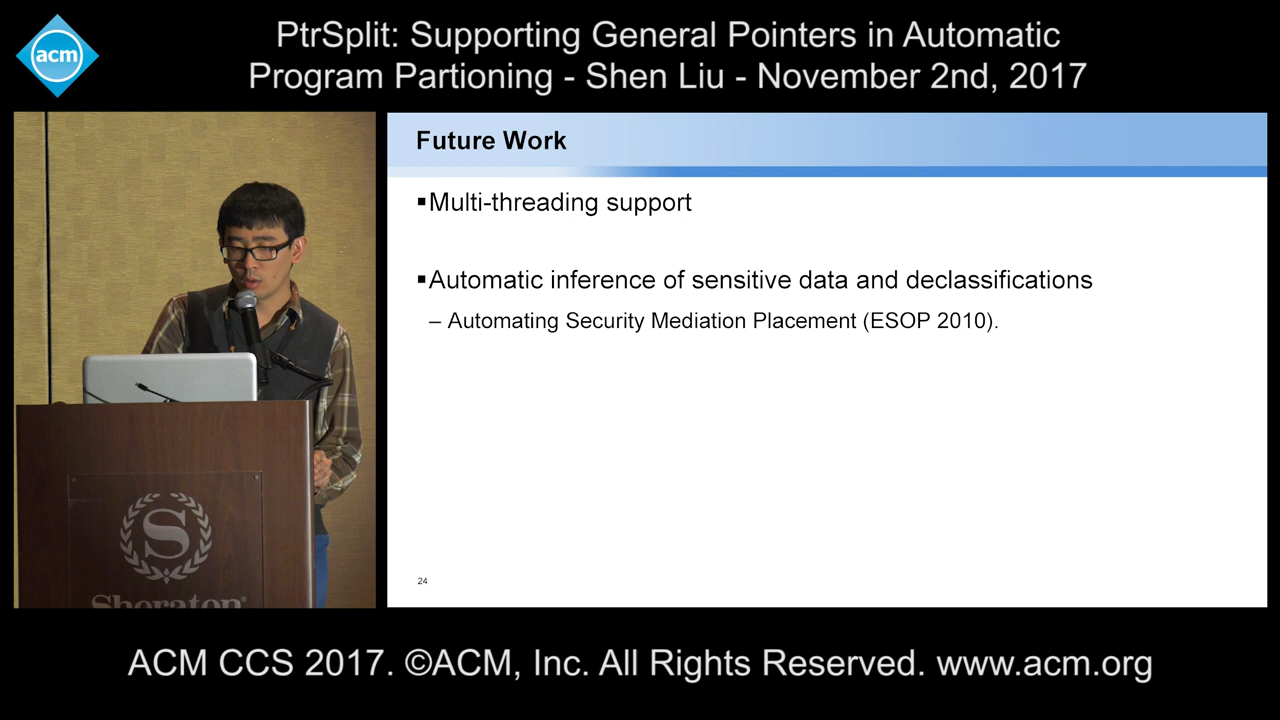 acm
PtrSplit: Supporting General Pointers in Automatic
Program Partioning - Shen Liu - November 2nd, 2017
Future Work
▪Multi-threading support
▪Automatic inference of sensitive data and declassifications
– Automating Security Mediation Placement (ESOP 2010).
24
S
Sheraton®
ACM CCS 2017. ©ACM, Inc. All Rights Reserved. www.acm.org